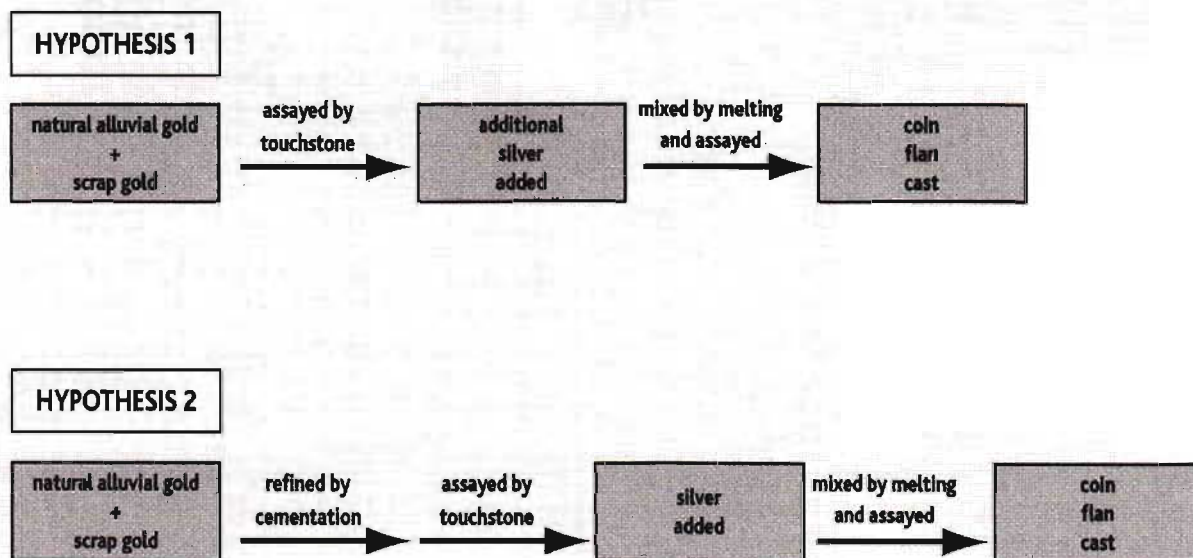 HYPOTHESIS 1
natural alluvial gold
+
scrap gold
assayed by
touchstone
additional
silver
added
mixed by melting
and assayed
coin
flan
cast
HYPOTHESIS 2
natural alluvial gold
+
scrap gold
refined by
cementation
assayed by
touchstone
silver
added
mixed by melting
and assayed
coin
flan
cast